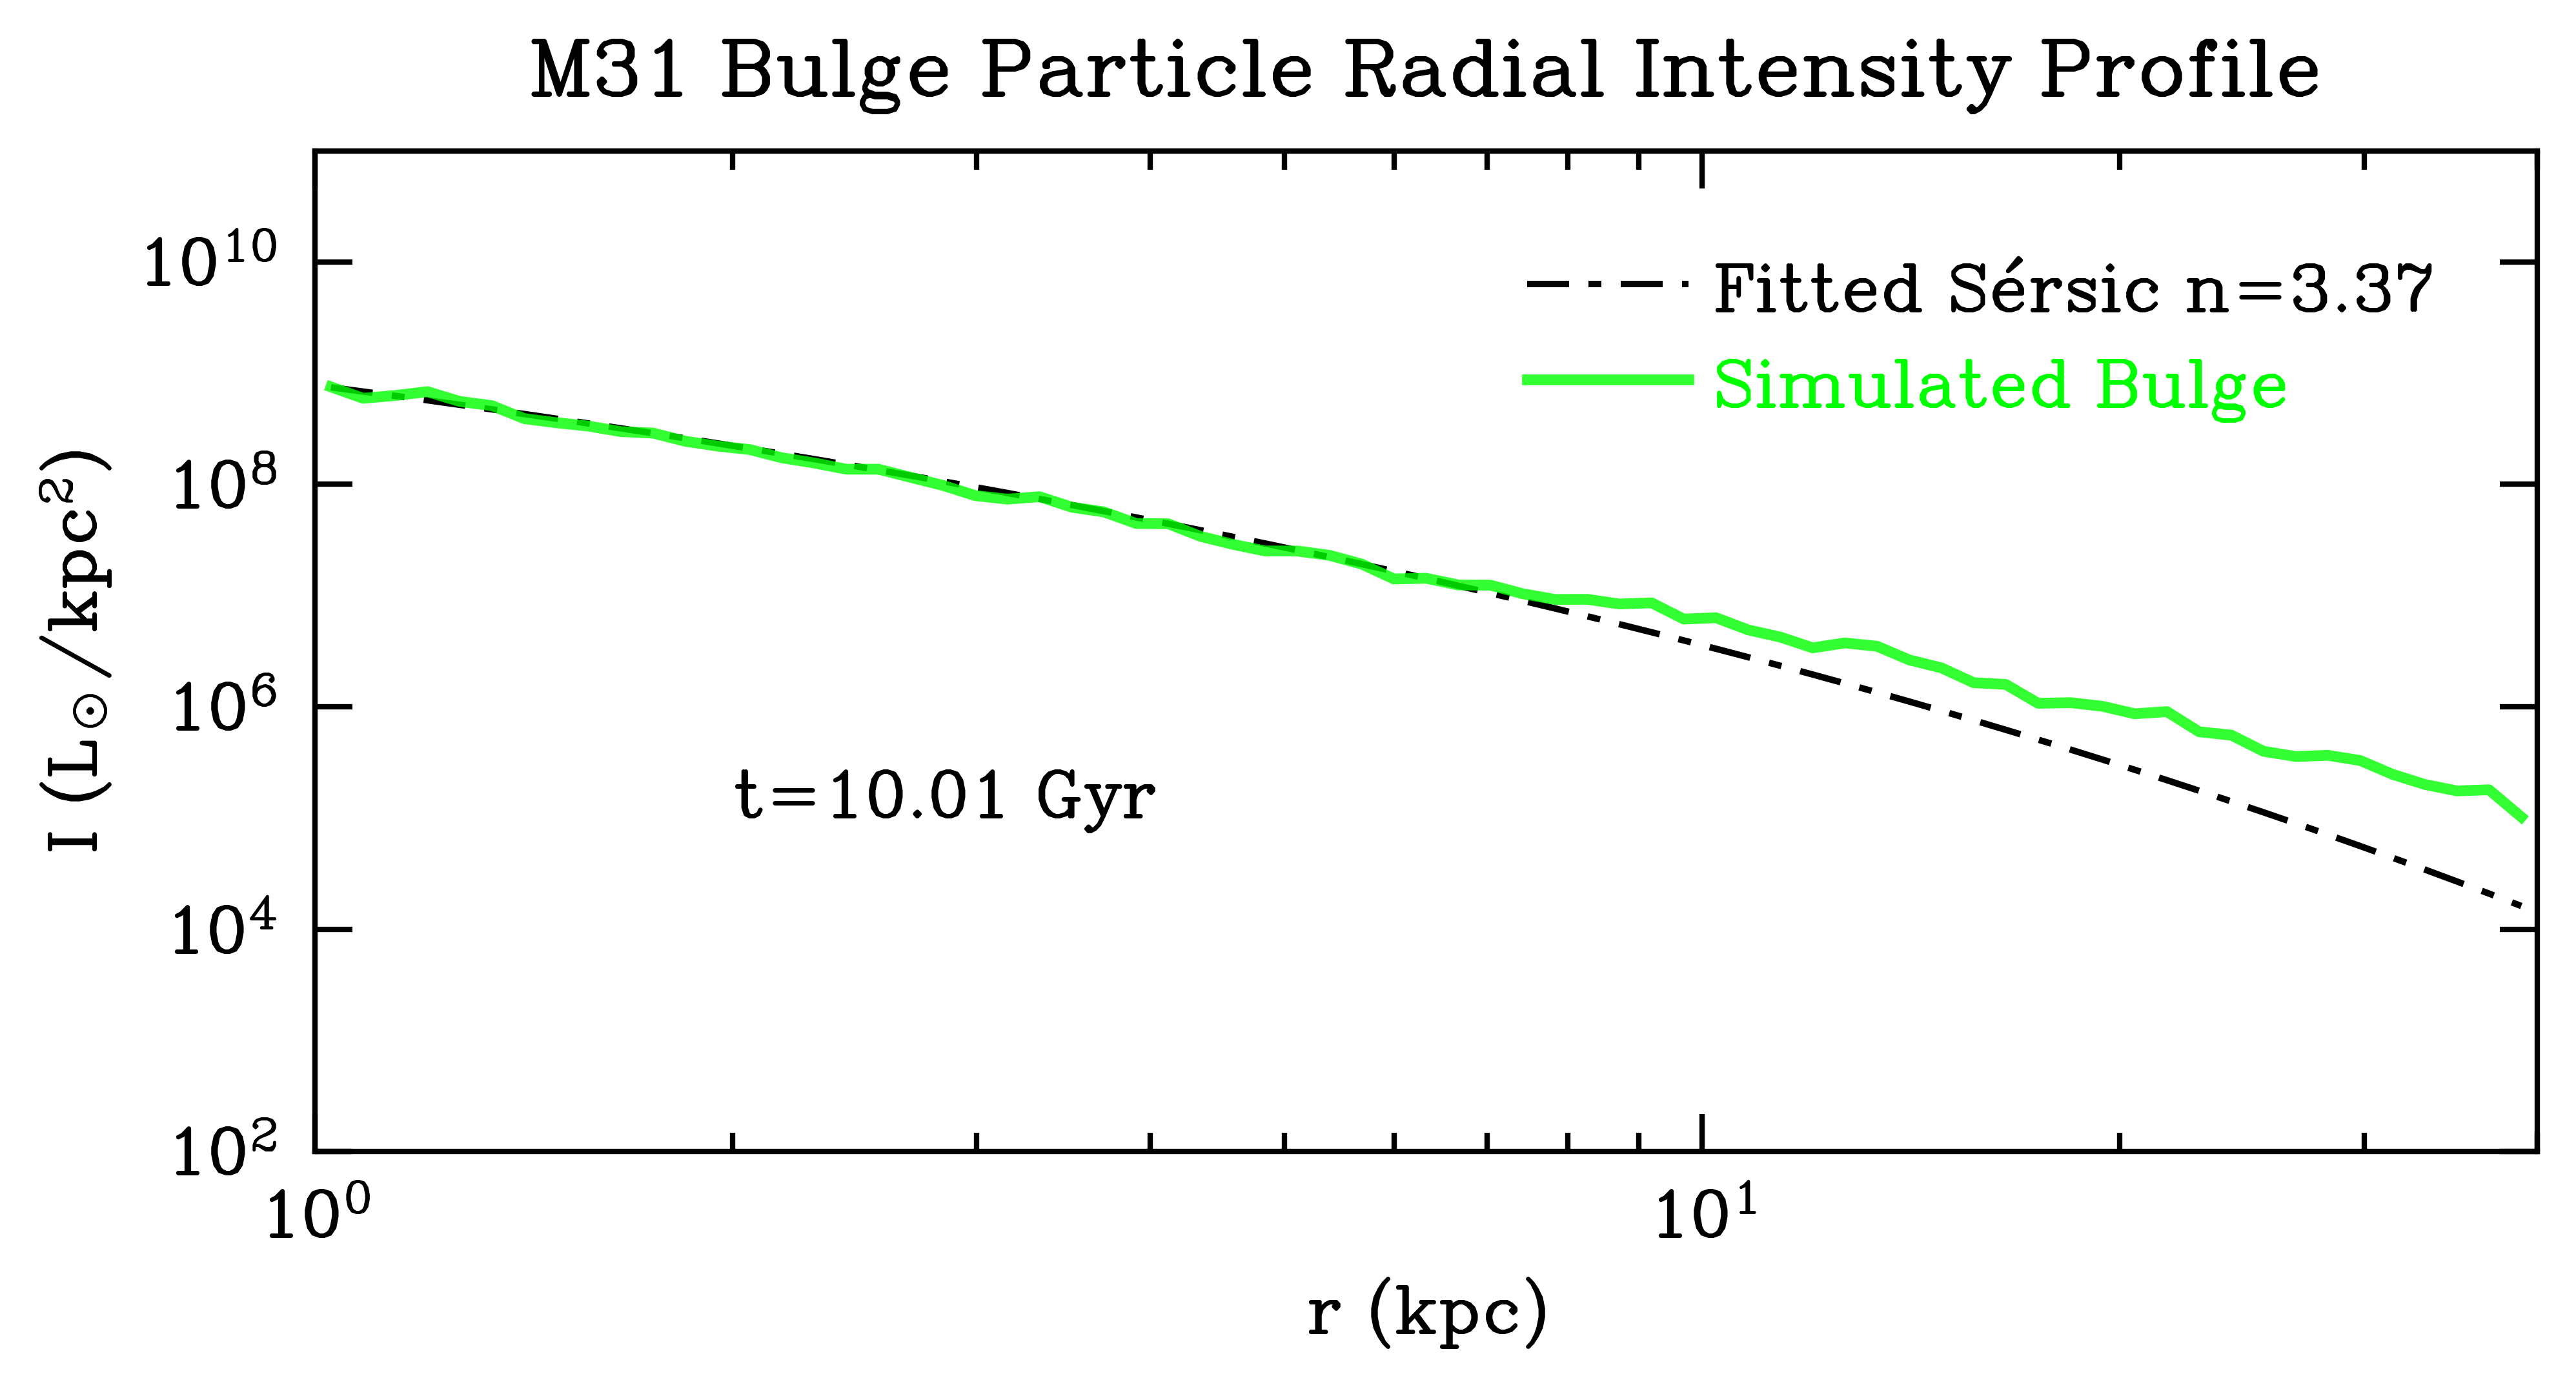 M31 Bulge Particle Radial Intensity Profile
10¹⁰
Fitted Sérsic n=3.37
Simulated Bulge
10⁸
I (L⊙/kpc²)
10⁶
t=10.01 Gyr
10⁴
10²
10⁰ 10¹
r (kpc)